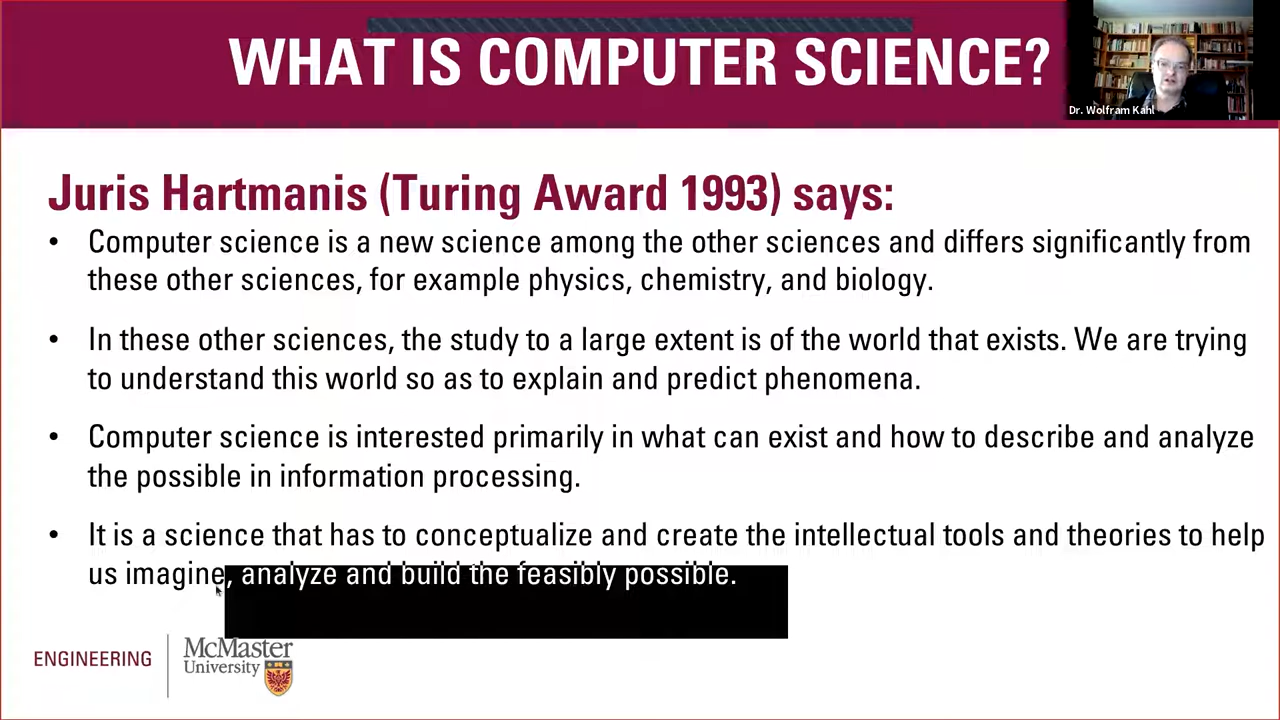 WHAT IS COMPUTER SCIENCE?
Dr. Wolfram Kahl
Juris Hartmanis (Turing Award 1993) says:
• Computer science is a new science among the other sciences and differs significantly from
these other sciences, for example physics, chemistry, and biology.
• In these other sciences, the study to a large extent is of the world that exists. We are trying
to understand this world so as to explain and predict phenomena.
• Computer science is interested primarily in what can exist and how to describe and analyze
the possible in information processing.
• It is a science that has to conceptualize and create the intellectual tools and theories to help
us imagine, analyze and build the feasibly possible.
ENGINEERING
McMaster
University